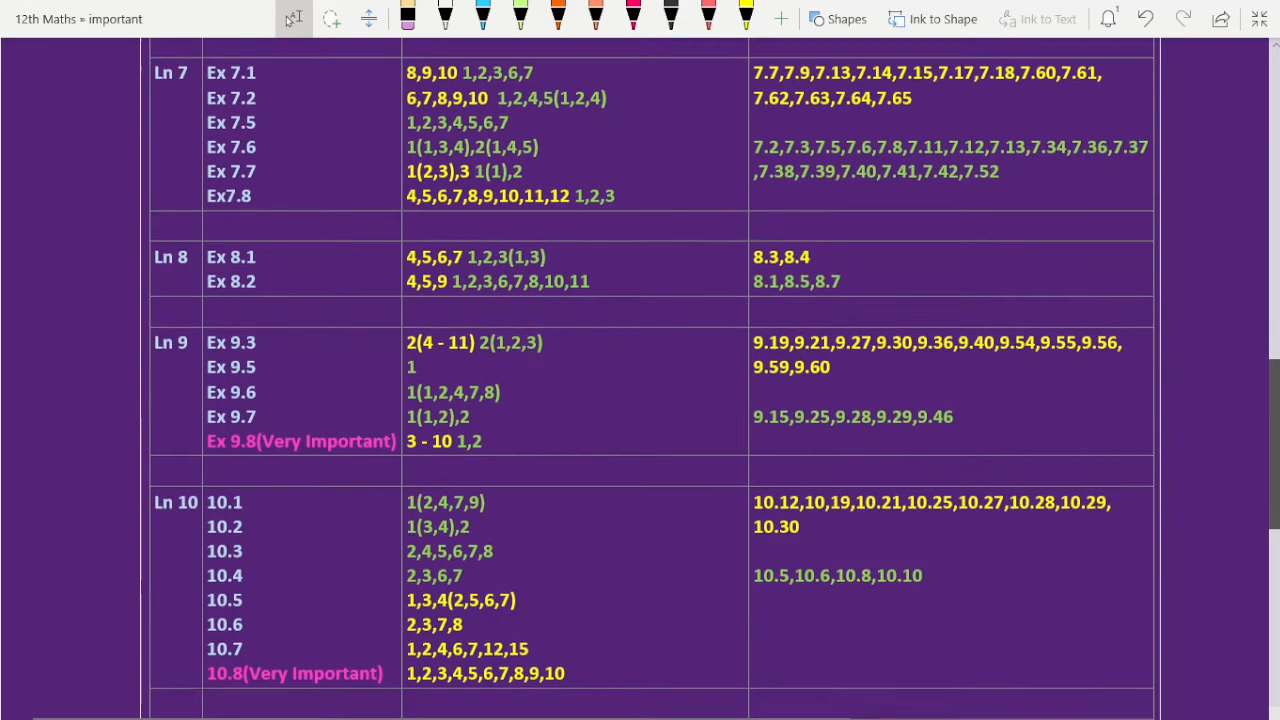 12th Maths » important
Shapes Ink to Shape Ink to Text 1
Ln 7 Ex 7.1 8,9,10 1,2,3,6,7 7.7,7.9,7.13,7.14,7.15,7.17,7.18,7.60,7.61,
Ex 7.2 6,7,8,9,10 1,2,4,5(1,2,4) 7.62,7.63,7.64,7.65
Ex 7.5 1,2,3,4,5,6,7
Ex 7.6 1(1,3,4),2(1,4,5) 7.2,7.3,7.5,7.6,7.8,7.11,7.12,7.13,7.34,7.36,7.37
Ex 7.7 1(2,3),3 1(1),2 ,7.38,7.39,7.40,7.41,7.42,7.52
Ex7.8 4,5,6,7,8,9,10,11,12 1,2,3
Ln 8 Ex 8.1 4,5,6,7 1,2,3(1,3) 8.3,8.4
Ex 8.2 4,5,9 1,2,3,6,7,8,10,11 8.1,8.5,8.7
Ln 9 Ex 9.3 2(4 - 11) 2(1,2,3) 9.19,9.21,9.27,9.30,9.36,9.40,9.54,9.55,9.56,
Ex 9.5 1 9.59,9.60
Ex 9.6 1(1,2,4,7,8)
Ex 9.7 1(1,2),2 9.15,9.25,9.28,9.29,9.46
Ex 9.8(Very Important) 3 - 10 1,2
Ln 10 10.1 1(2,4,7,9) 10.12,10,19,10.21,10.25,10.27,10.28,10.29,
10.2 1(3,4),2 10.30
10.3 2,4,5,6,7,8
10.4 2,3,6,7 10.5,10.6,10.8,10.10
10.5 1,3,4(2,5,6,7)
10.6 2,3,7,8
10.7 1,2,4,6,7,12,15
10.8(Very Important) 1,2,3,4,5,6,7,8,9,10